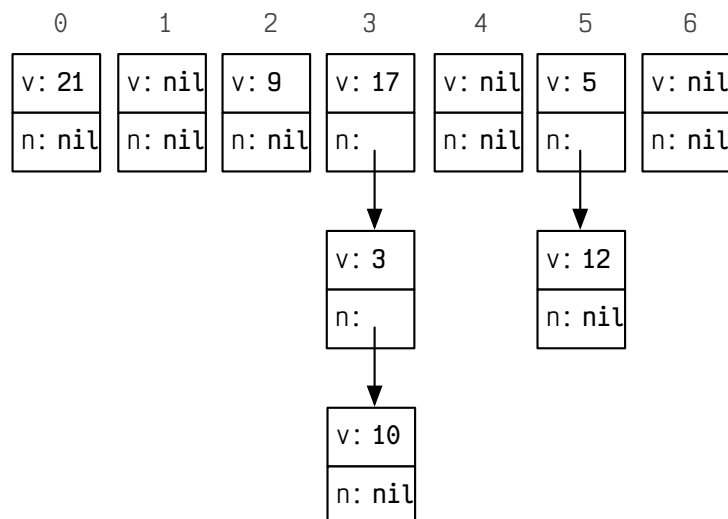 0 1 2 3 4 5 6
v: 21 v: nil v: 9 v: 17 v: nil v: 5 v: nil
n: nil n: nil n: nil n: n: nil n: n: nil
v: 3 v: 12
n: n: nil
v: 10
n: nil